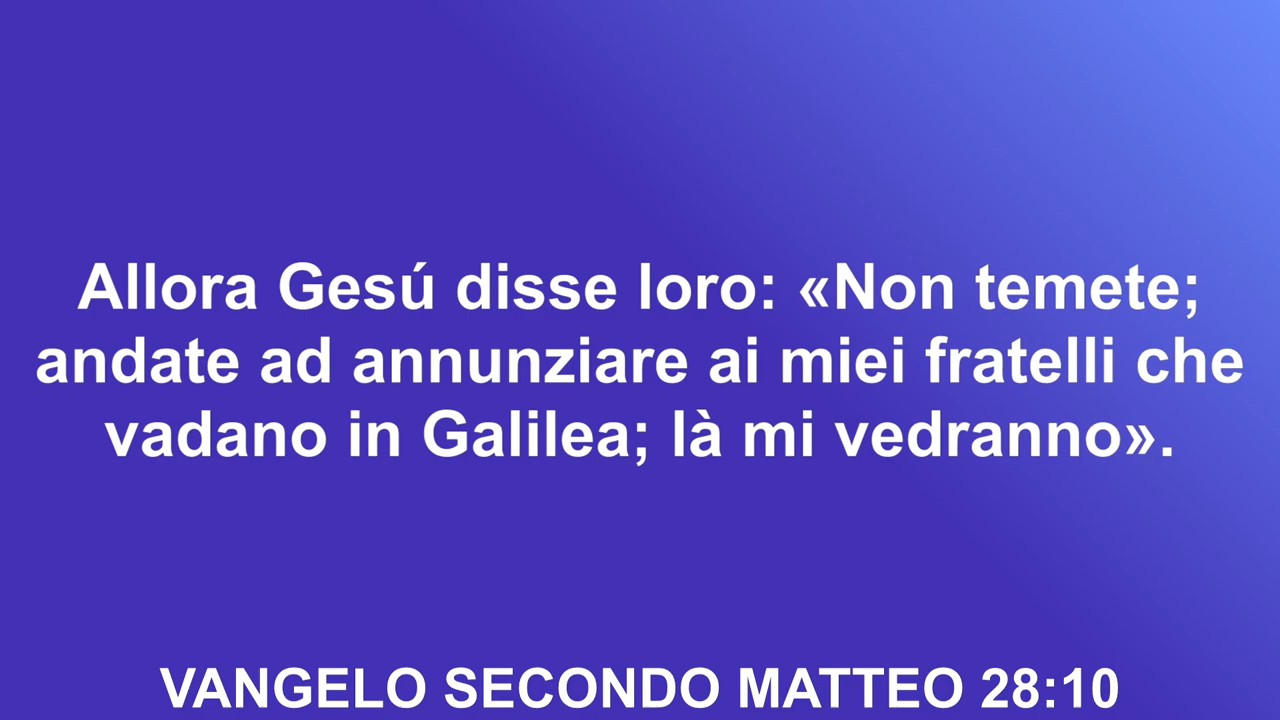 Allora Gesú disse loro: «Non temete;
andate ad annunziare ai miei fratelli che
vadano in Galilea; là mi vedranno».
VANGELO SECONDO MATTEO 28:10